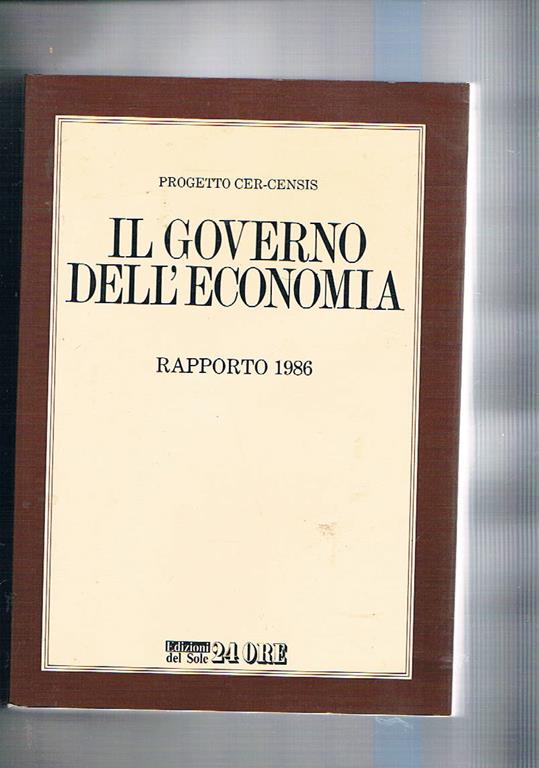 PROGETTO CER-CENSIS
IL GOVERNO
DELL'ECONOMIA
RAPPORTO 1986
Edizioni
del Sole 24 ORE